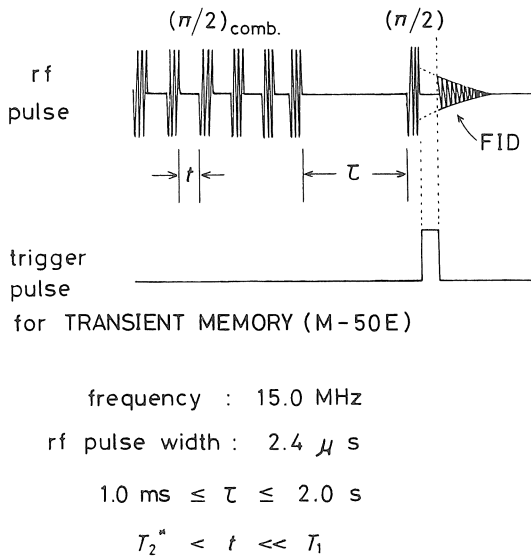 (π/2)comb. (π/2)
rf
pulse
FID
t
τ
trigger
pulse
for TRANSIENT MEMORY (M-50E)
frequency : 15.0 MHz
rf pulse width : 2.4 μs
1.0 ms ≤ τ ≤ 2.0 s
T₂* < t << T₁